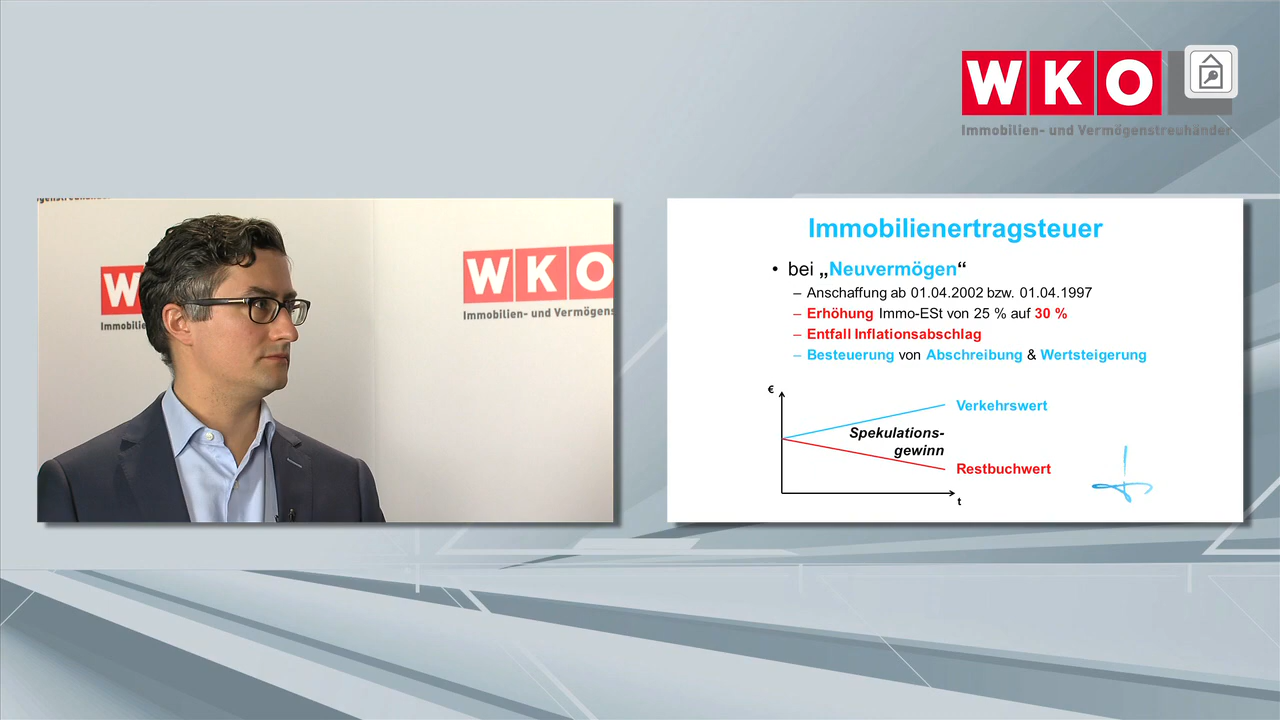 WKO
Immobilien- und Vermögenstreuhänder
W
Immobilien-
WKO
Immobilien- und Vermögens
Immobilienertragsteuer
• bei „Neuvermögen“
– Anschaffung ab 01.04.2002 bzw. 01.04.1997
– Erhöhung Immo-ESt von 25 % auf 30 %
– Entfall Inflationsabschlag
– Besteuerung von Abschreibung & Wertsteigerung
€
Verkehrswert
Spekulations-
gewinn
Restbuchwert
t